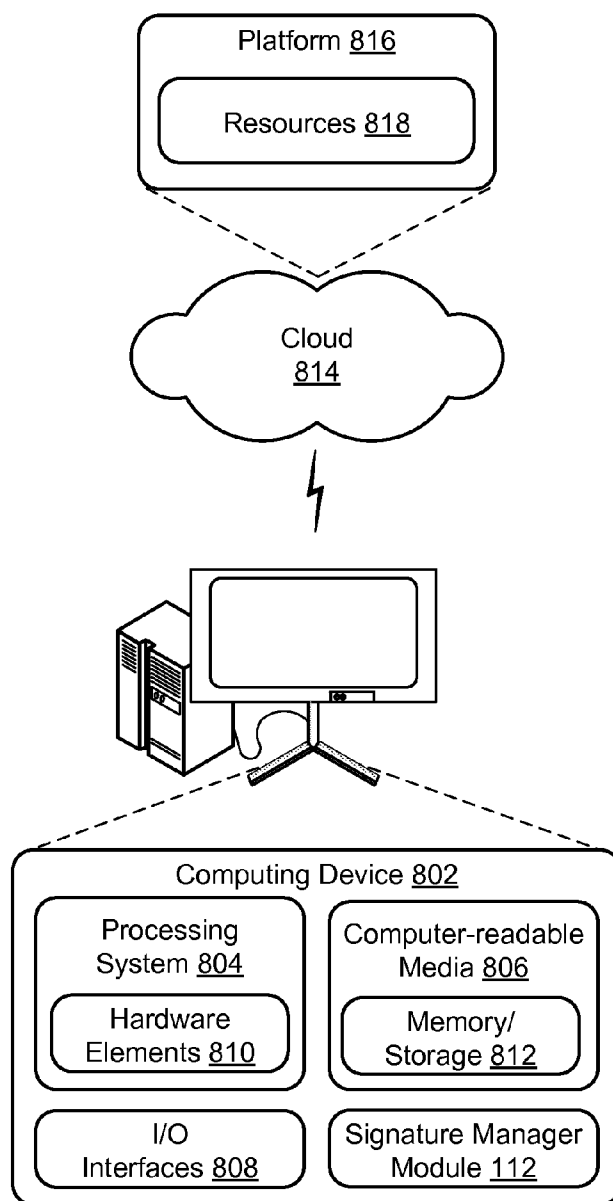 Platform 816
Resources 818
Cloud
814
Computing Device 802
Processing
System 804
Hardware
Elements 810
Computer-readable
Media 806
Memory/
Storage 812
I/O
Interfaces 808
Signature Manager
Module 112